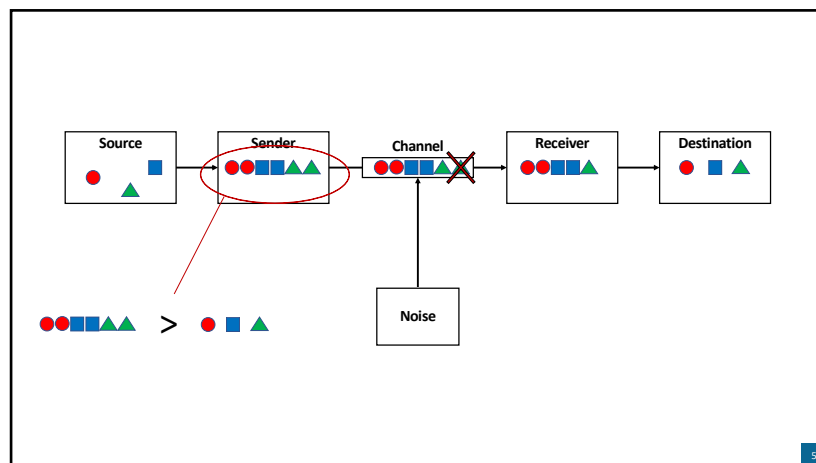 Source
Sender
Channel
Receiver
Destination
Noise
>
5